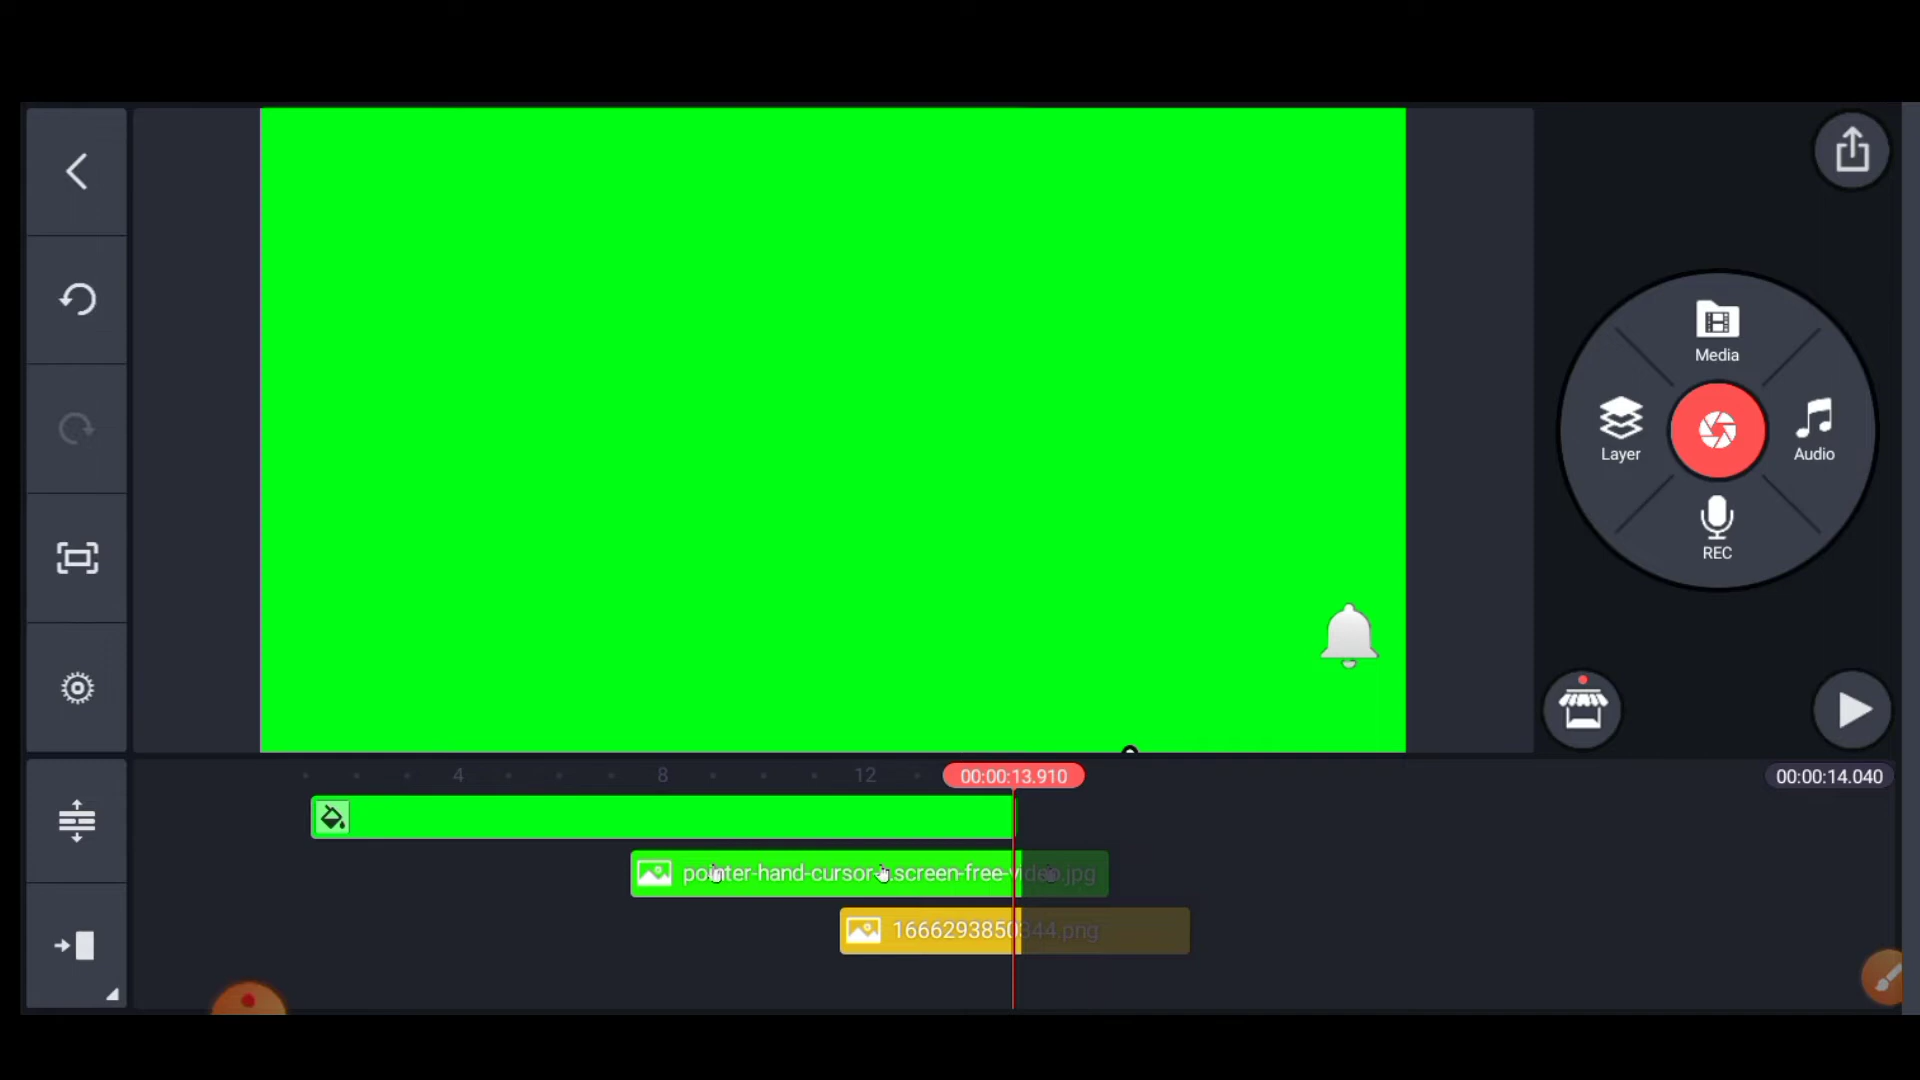 Media
Layer
Audio
REC
4
8
12
00:00:13.910
00:00:14.040
pointer-hand-cursor- .screen-free-video.jpg
1666293850344.png